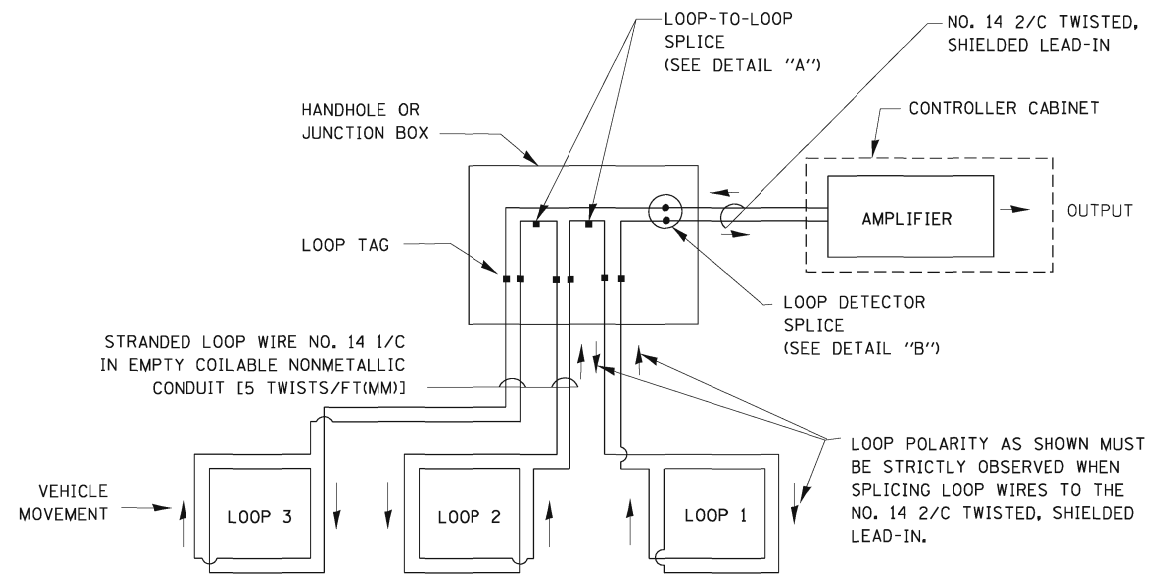 LOOP-TO-LOOP
SPLICE
(SEE DETAIL "A")
NO. 14 2/C TWISTED,
SHIELDED LEAD-IN
HANDHOLE OR
JUNCTION BOX
CONTROLLER CABINET
AMPLIFIER
OUTPUT
LOOP TAG
LOOP DETECTOR
SPLICE
(SEE DETAIL "B")
STRANDED LOOP WIRE NO. 14 1/C
IN EMPTY COILABLE NONMETALLIC
CONDUIT [5 TWISTS/FT(MM)]
LOOP POLARITY AS SHOWN MUST
BE STRICTLY OBSERVED WHEN
SPLICING LOOP WIRES TO THE
NO. 14 2/C TWISTED, SHIELDED
LEAD-IN.
VEHICLE
MOVEMENT
LOOP 3
LOOP 2
LOOP 1